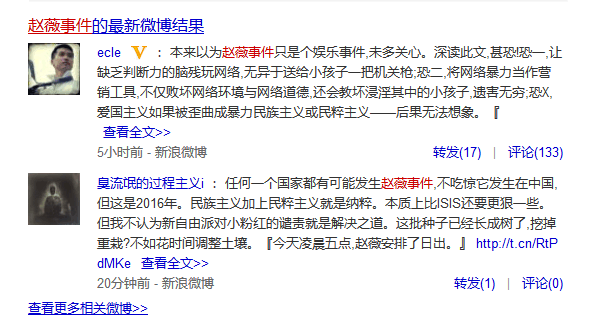 赵薇事件的最新微博结果
ecle V ：本来以为赵薇事件只是个娱乐事件,未多关心。深读此文,甚恐!恐一,让
缺乏判断力的脑残玩网络,无异于送给小孩子一把机关枪;恐二,将网络暴力当作营
销工具,不仅败坏网络环境与网络道德,还会教坏浸淫其中的小孩子,遗害无穷;恐X,
爱国主义如果被歪曲成暴力民族主义或民粹主义——后果无法想象。『
查看全文>>
5小时前 - 新浪微博 转发(17) | 评论(133)
臭流氓的过程主义i ：任何一个国家都有可能发生赵薇事件,不吃惊它发生在中国,
但这是2016年。民族主义加上民粹主义就是纳粹。本质上比ISIS还要更狠一些。
但我不认为新自由派对小粉红的谴责就是解决之道。这批种子已经长成树了,挖掉
重栽?不如花时间调整土壤。『今天凌晨五点,赵薇安排了日出。』 http://t.cn/RtP
dMKe 查看全文>>
20分钟前 - 新浪微博 转发(1) | 评论(0)
查看更多相关微博>>